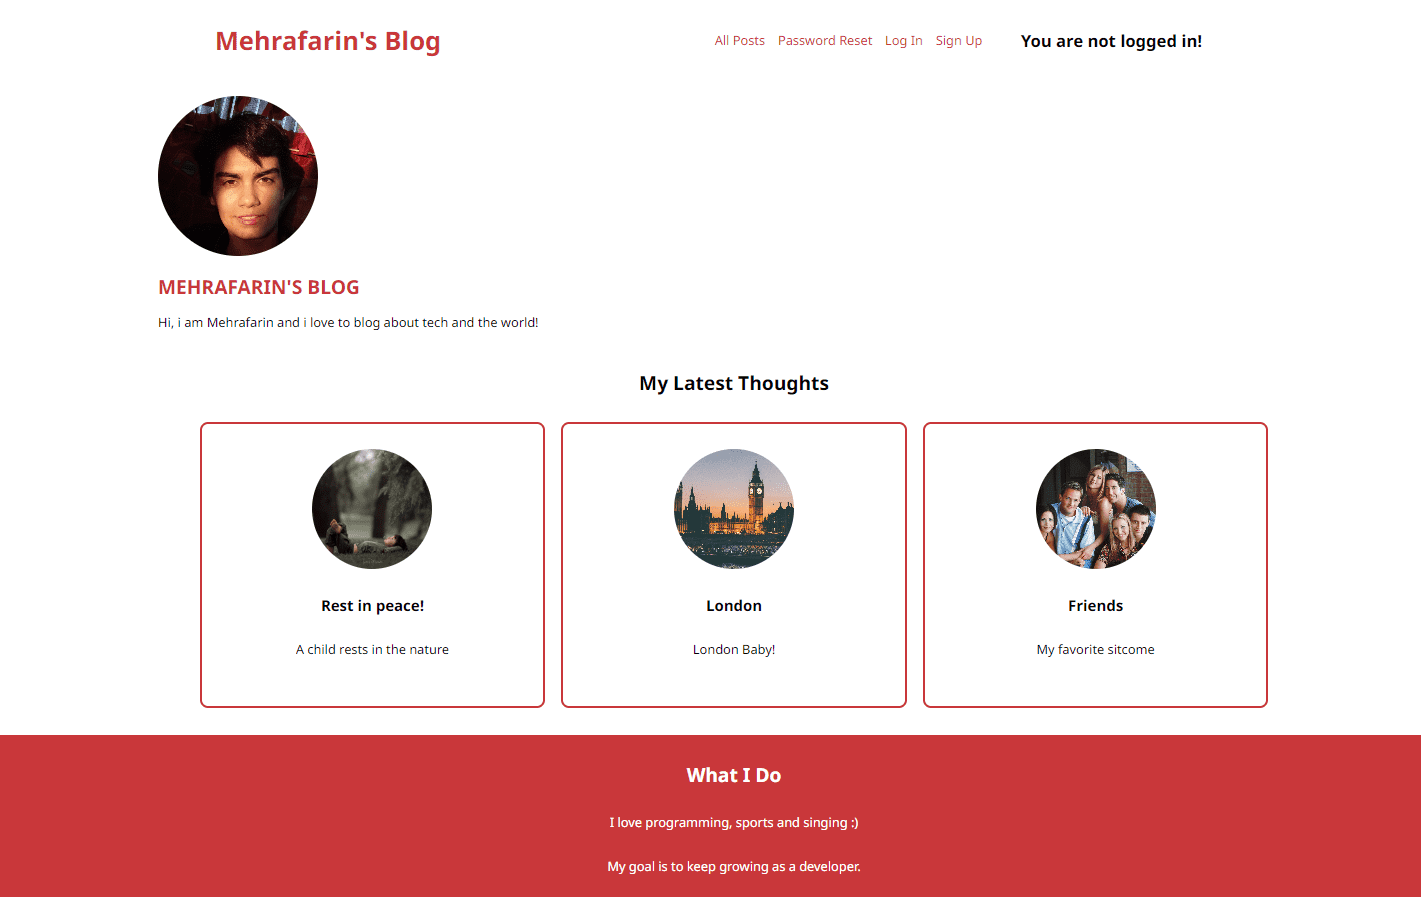 Mehrafarin's Blog
All Posts Password Reset Log In Sign Up You are not logged in!
MEHRAFARIN'S BLOG
Hi, i am Mehrafarin and i love to blog about tech and the world!
My Latest Thoughts
Rest in peace!
A child rests in the nature
London
London Baby!
Friends
My favorite sitcome
What I Do
I love programming, sports and singing :)
My goal is to keep growing as a developer.